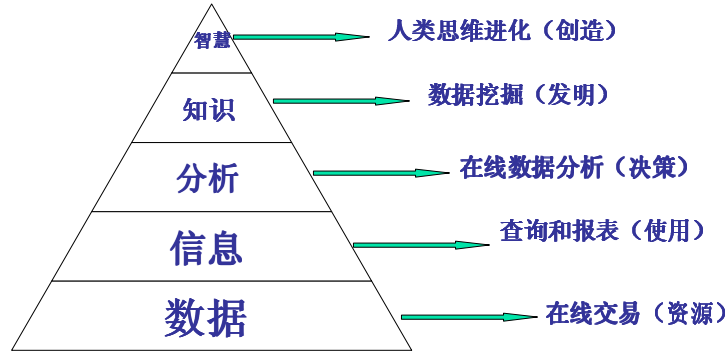 智慧
人类思维进化（创造）
知识
数据挖掘（发明）
分析
在线数据分析（决策）
信息
查询和报表（使用）
数据
在线交易（资源）